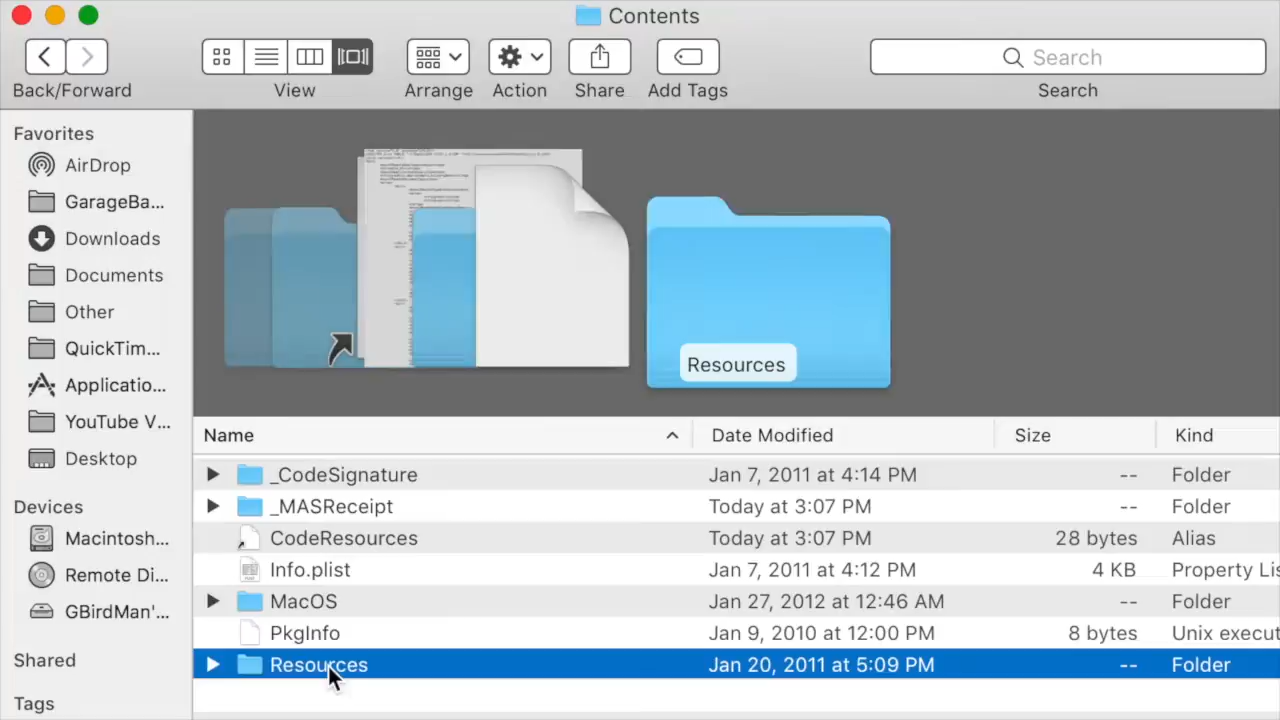 Contents
Search
Back/Forward View Arrange Action Share Add Tags Search
Favorites
AirDrop
GarageBa...
Downloads
Documents
Other
QuickTim...
Applicatio...
YouTube V...
Desktop
Devices
Macintosh...
Remote Di...
GBirdMan'...
Shared
Tags
Resources
Name Date Modified Size Kind
_CodeSignature Jan 7, 2011 at 4:14 PM -- Folder
_MASReceipt Today at 3:07 PM -- Folder
CodeResources Today at 3:07 PM 28 bytes Alias
Info.plist Jan 7, 2011 at 4:12 PM 4 KB Property Lis
MacOS Jan 27, 2012 at 12:46 AM -- Folder
PkgInfo Jan 9, 2010 at 12:00 PM 8 bytes Unix execut
Resources Jan 20, 2011 at 5:09 PM -- Folder